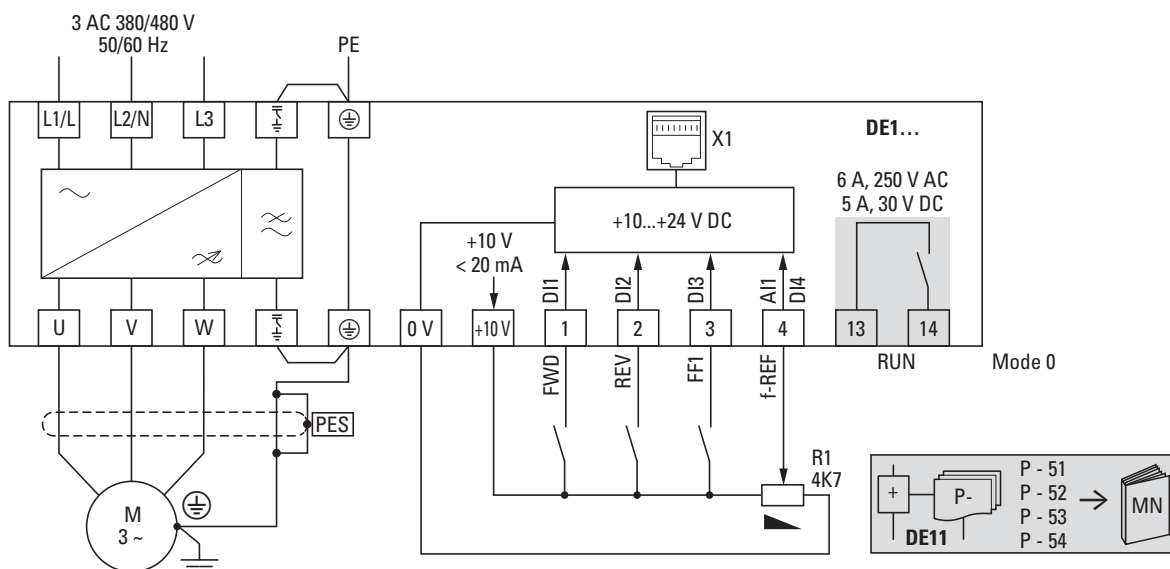 3 AC 380/480 V
50/60 Hz
PE
L1/L
L2/N
L3
X1
DE1...
6 A, 250 V AC
5 A, 30 V DC
+10...+24 V DC
+10 V
< 20 mA
DI1
DI2
DI3
AI1
DI4
U
V
W
0 V
+10 V
1
2
3
4
13
14
FWD
REV
FF1
f-REF
RUN
Mode 0
PES
R1
4K7
M
3 ~
+
P-
DE11
P - 51
P - 52
P - 53
P - 54
MN